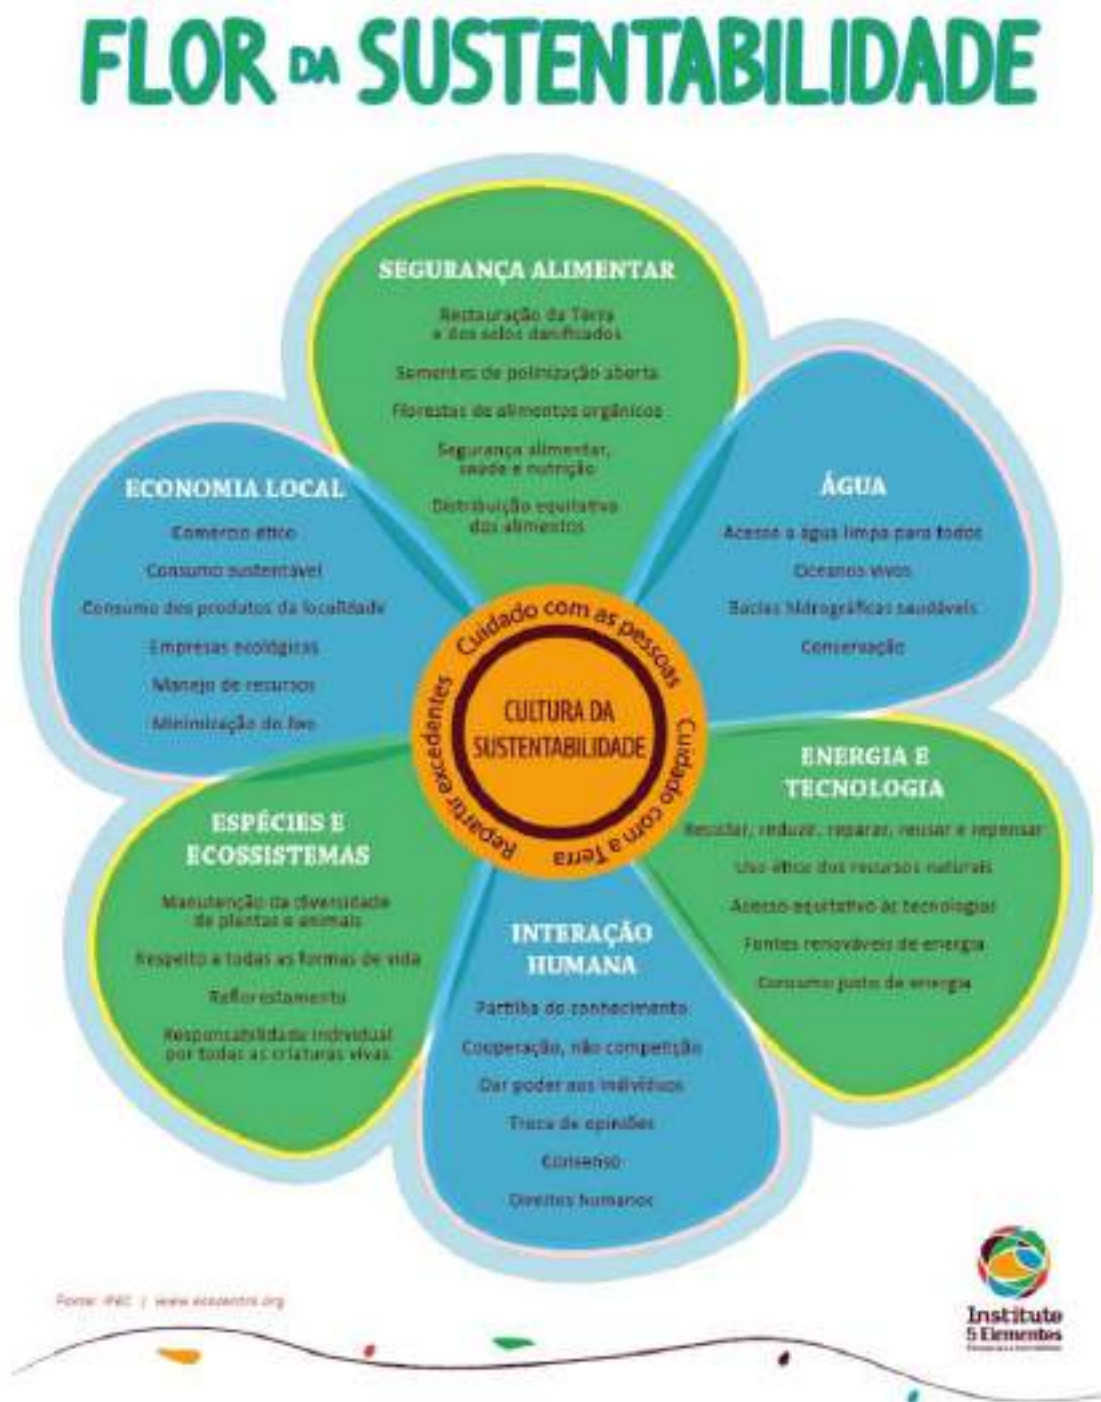 FLOR DA SUSTENTABILIDADE
SEGURANÇA ALIMENTAR
Restauração da Terra
e dos solos danificados
Sementes de polinização aberta
Florestas de alimentos orgânicos
Segurança alimentar,
saúde e nutrição
Distribuição equitativa
dos alimentos
ÁGUA
Acesso a água limpa para todos
Oceanos vivos
Bacias hidrográficas saudáveis
Conservação
ENERGIA E
TECNOLOGIA
Reciclar, reduzir, reparar, reusar e repensar
Uso ético dos recursos naturais
Acesso equitativo às tecnologias
Fontes renováveis de energia
Consumo justo de energia
INTERAÇÃO
HUMANA
Partilha do conhecimento
Cooperação, não competição
Dar poder aos indivíduos
Troca de opiniões
Consenso
Direitos humanos
ESPÉCIES E
ECOSSISTEMAS
Manutenção da diversidade
de plantas e animais
Respeito a todas as formas de vida
Reflorestamento
Responsabilidade individual
por todas as criaturas vivas
ECONOMIA LOCAL
Comércio ético
Consumo sustentável
Consumo dos produtos da localidade
Empresas ecológicas
Manejo de recursos
Minimização do lixo
Cuidado com as pessoas
Cuidado com a Terra
Repartir excedentes
CULTURA DA
SUSTENTABILIDADE
Fonte: IPEC | www.ecocentro.org
Instituto
5 Elementos